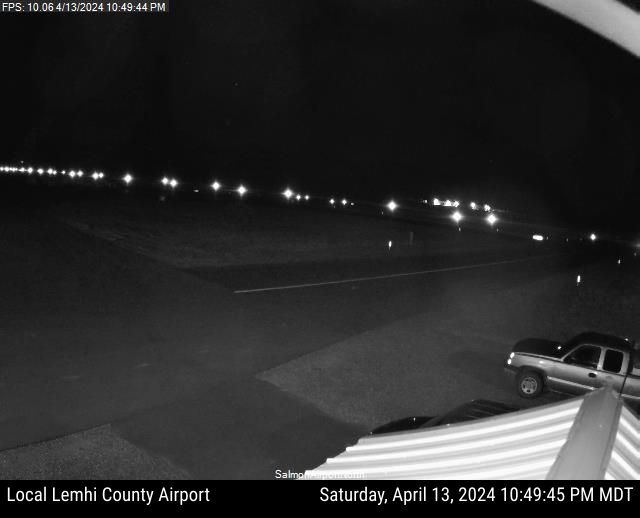 FPS: 10.06 4/13/2024 10:49:44 PM
SalmonAirportNorth
Local Lemhi County Airport Saturday, April 13, 2024 10:49:45 PM MDT